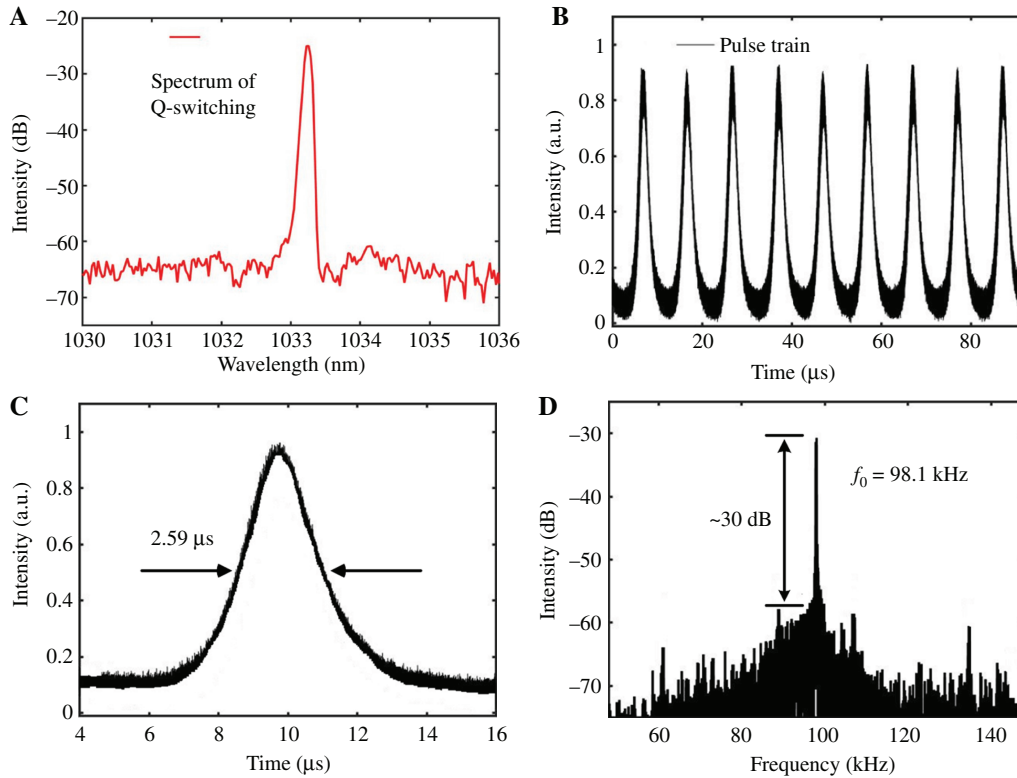 A
−20
−30
−40
−50
−60
−70
Intensity (dB)
Spectrum of
Q-switching
1030 1031 1032 1033 1034 1035 1036
Wavelength (nm)
B
1
0.8
0.6
0.4
0.2
0
Intensity (a.u.)
Pulse train
0 20 40 60 80
Time (μs)
C
1
0.8
0.6
0.4
0.2
0
Intensity (a.u.)
2.59 μs
4 6 8 10 12 14 16
Time (μs)
D
−30
−40
−50
−60
−70
Intensity (dB)
~30 dB
f0 = 98.1 kHz
60 80 100 120 140
Frequency (kHz)